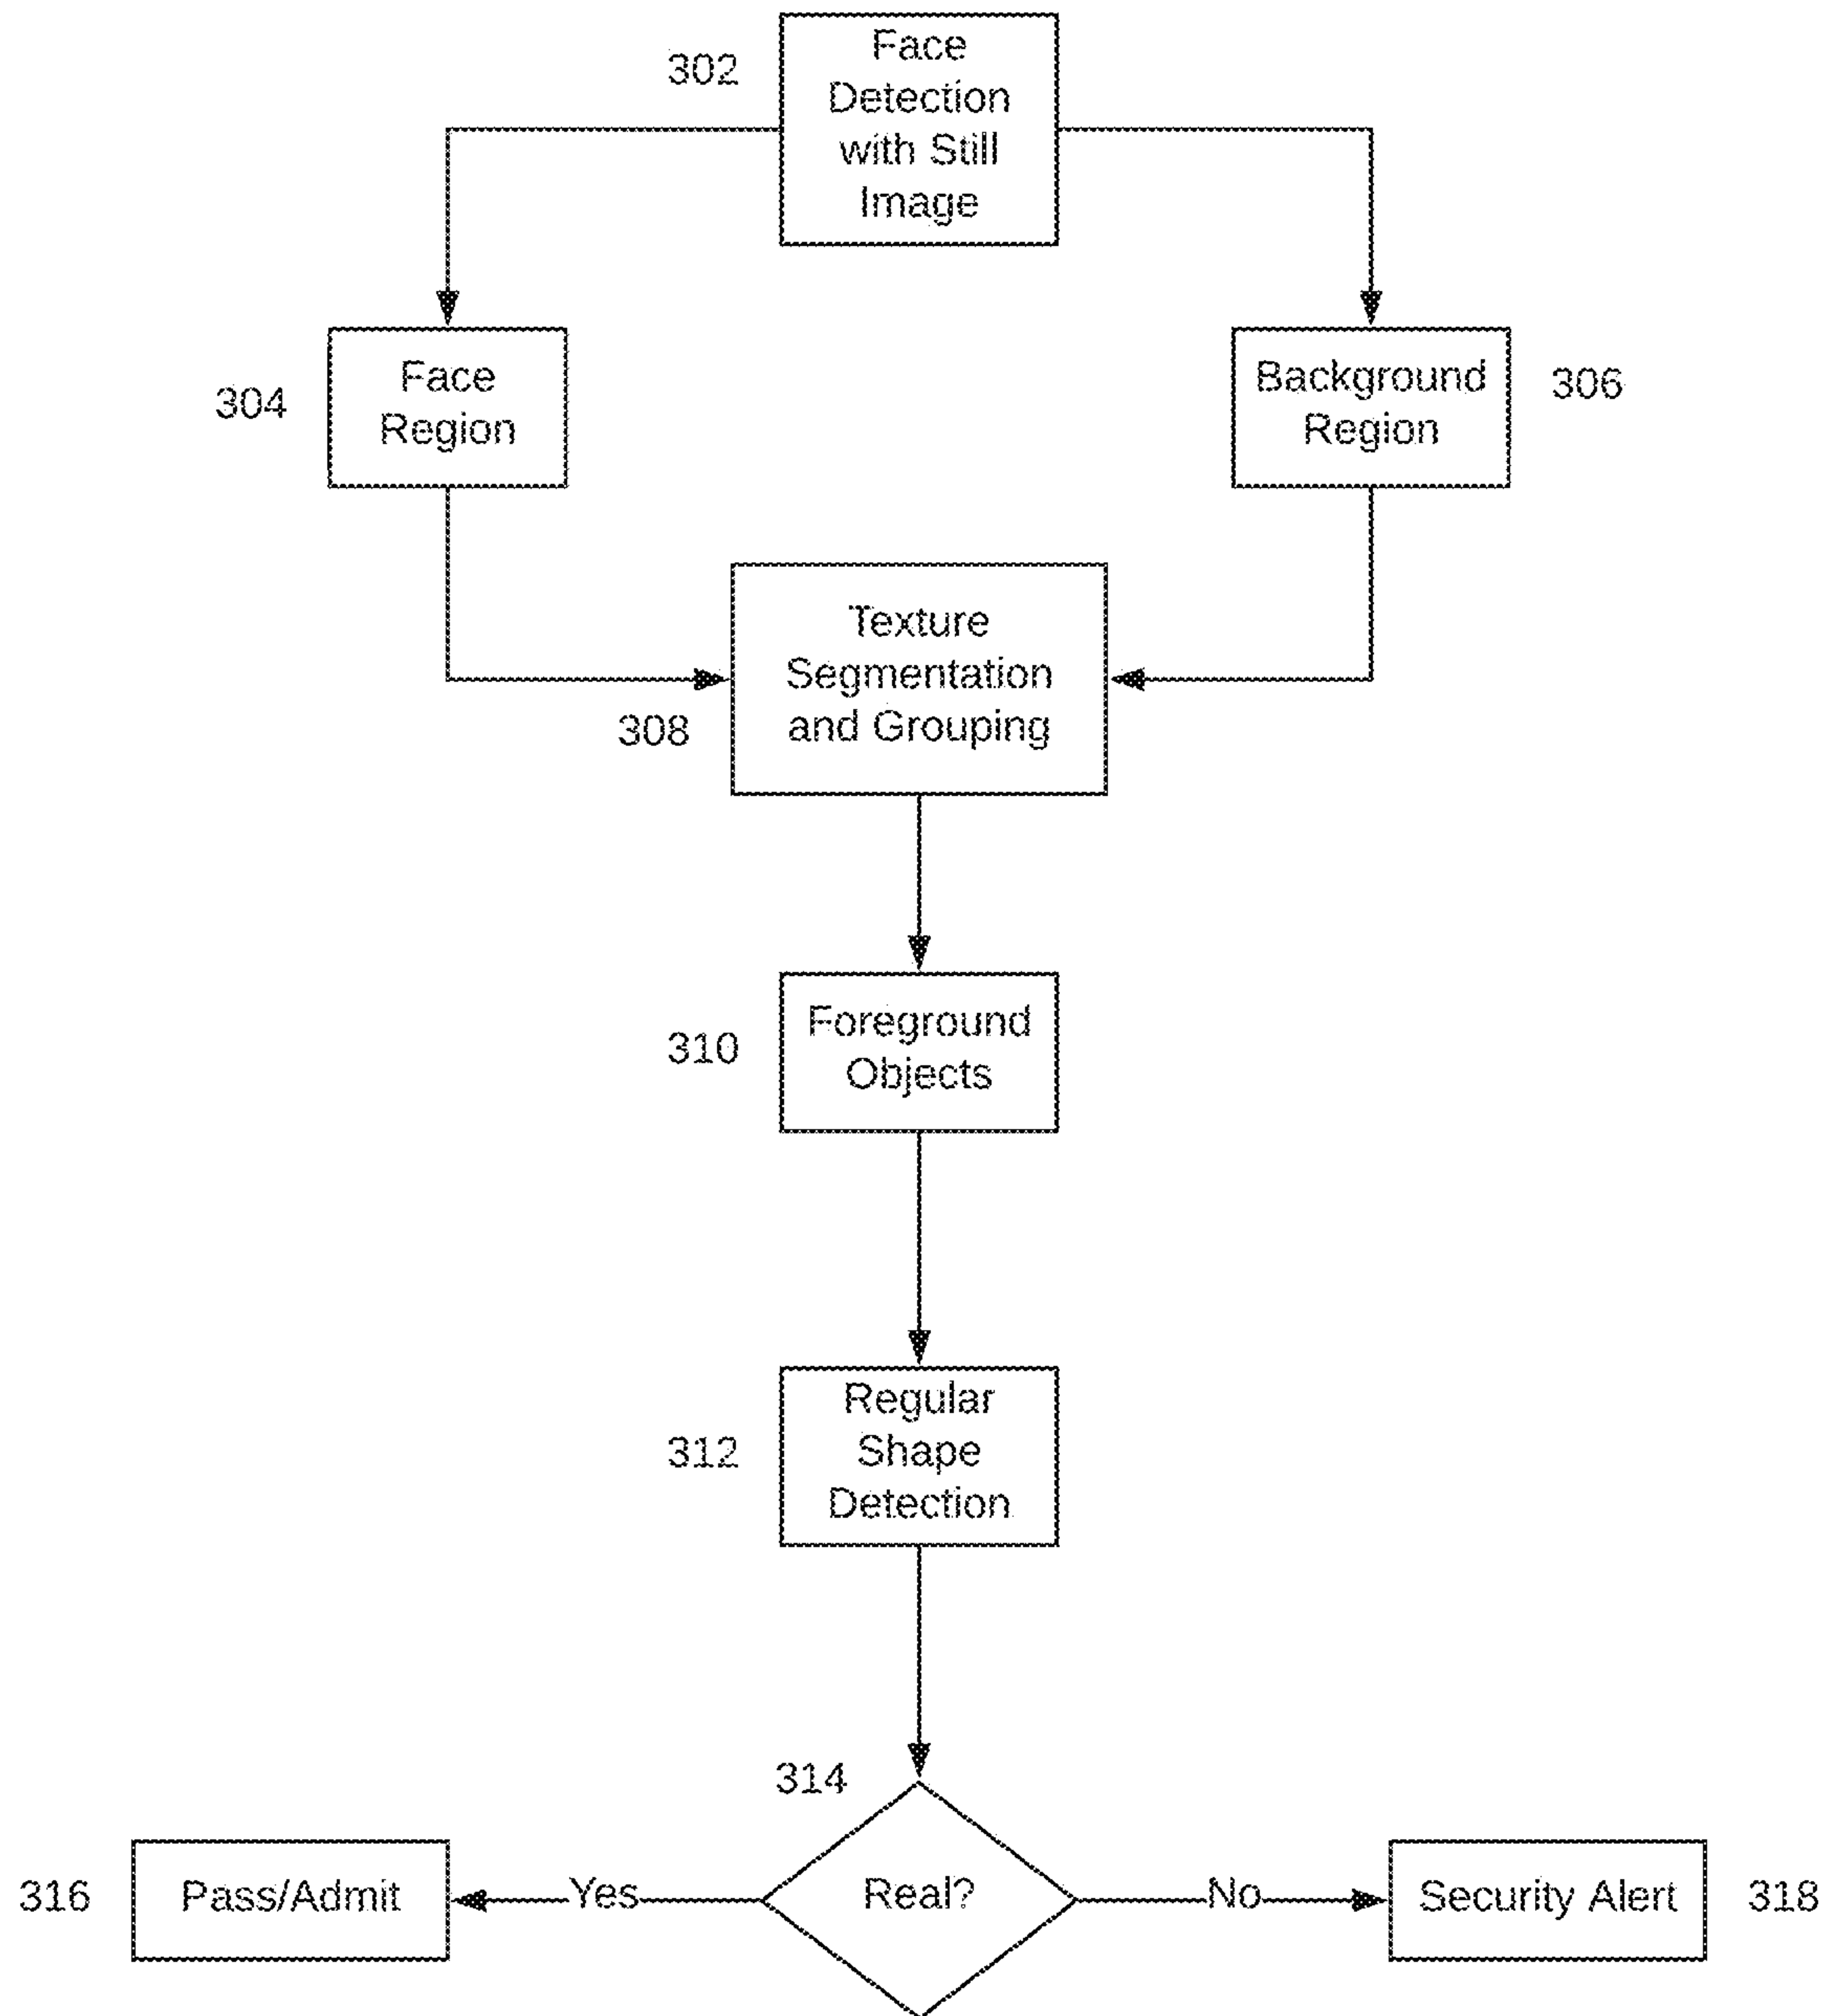 302
Face
Detection
with Still
Image
304
Face
Region
Background
Region
306
Texture
Segmentation
and Grouping
308
310
Foreground
Objects
312
Regular
Shape
Detection
314
316
Pass/Admit
Yes
Real?
No
Security Alert
318